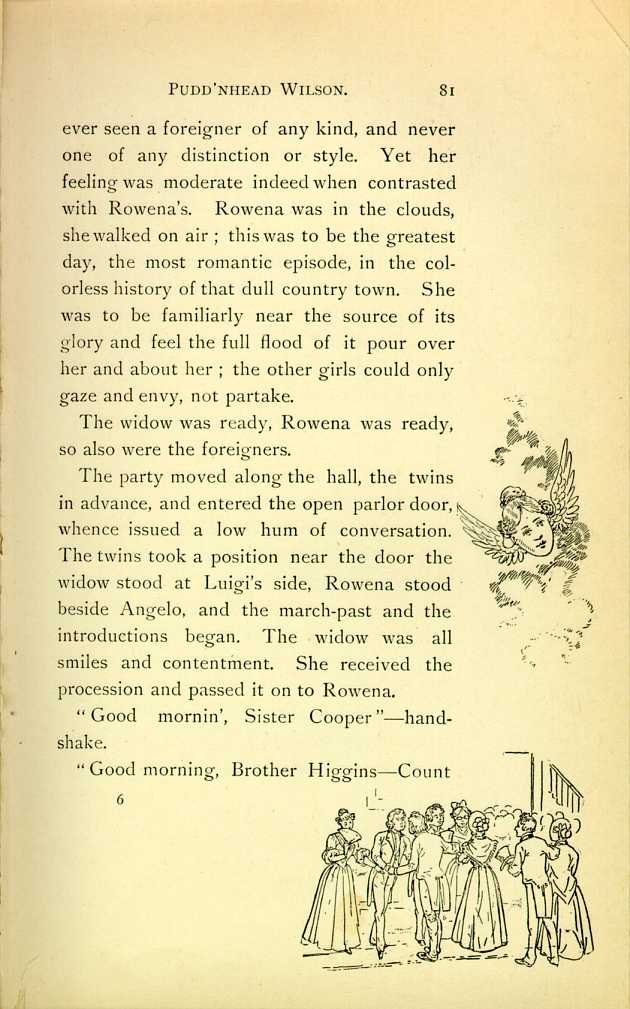 PUDD'NHEAD WILSON. 81
ever seen a foreigner of any kind, and never
one of any distinction or style. Yet her
feeling was moderate indeed when contrasted
with Rowena's. Rowena was in the clouds,
she walked on air ; this was to be the greatest
day, the most romantic episode, in the col-
orless history of that dull country town. She
was to be familiarly near the source of its
glory and feel the full flood of it pour over
her and about her ; the other girls could only
gaze and envy, not partake.
The widow was ready, Rowena was ready,
so also were the foreigners.
The party moved along the hall, the twins
in advance, and entered the open parlor door,
whence issued a low hum of conversation.
The twins took a position near the door the
widow stood at Luigi's side, Rowena stood
beside Angelo, and the march-past and the
introductions began. The widow was all
smiles and contentment. She received the
procession and passed it on to Rowena.
"Good mornin', Sister Cooper"—hand-
shake.
"Good morning, Brother Higgins—Count
6